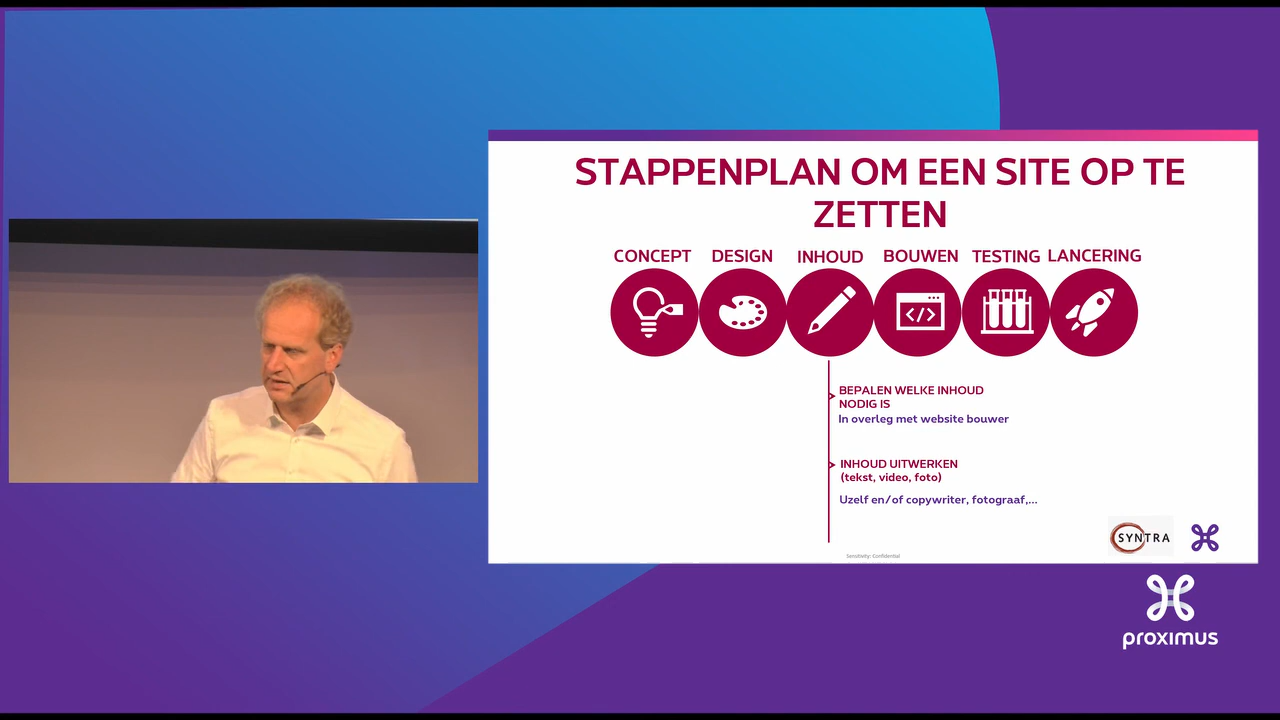 STAPPENPLAN OM EEN SITE OP TE
ZETTEN
CONCEPT DESIGN INHOUD BOUWEN TESTING LANCERING
BEPALEN WELKE INHOUD
NODIG IS
In overleg met website bouwer
INHOUD UITWERKEN
(tekst, video, foto)
Uzelf en/of copywriter, fotograaf,...
SYNTRA
Sensitivity: Confidential
proximus